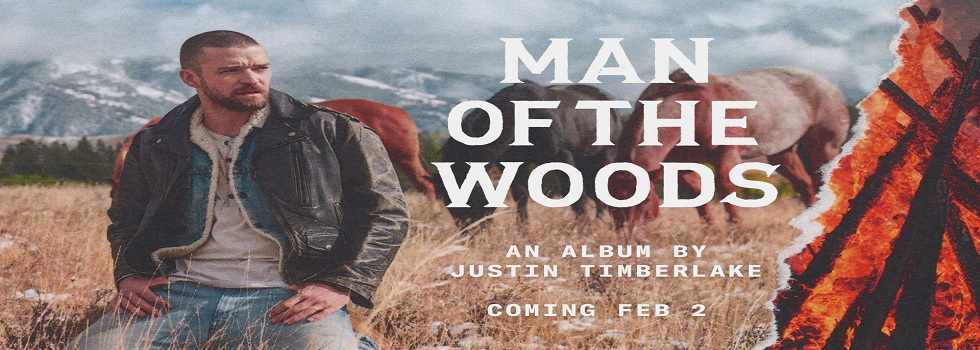 MAN
OF THE
WOODS
AN ALBUM BY
JUSTIN TIMBERLAKE
COMING FEB 2